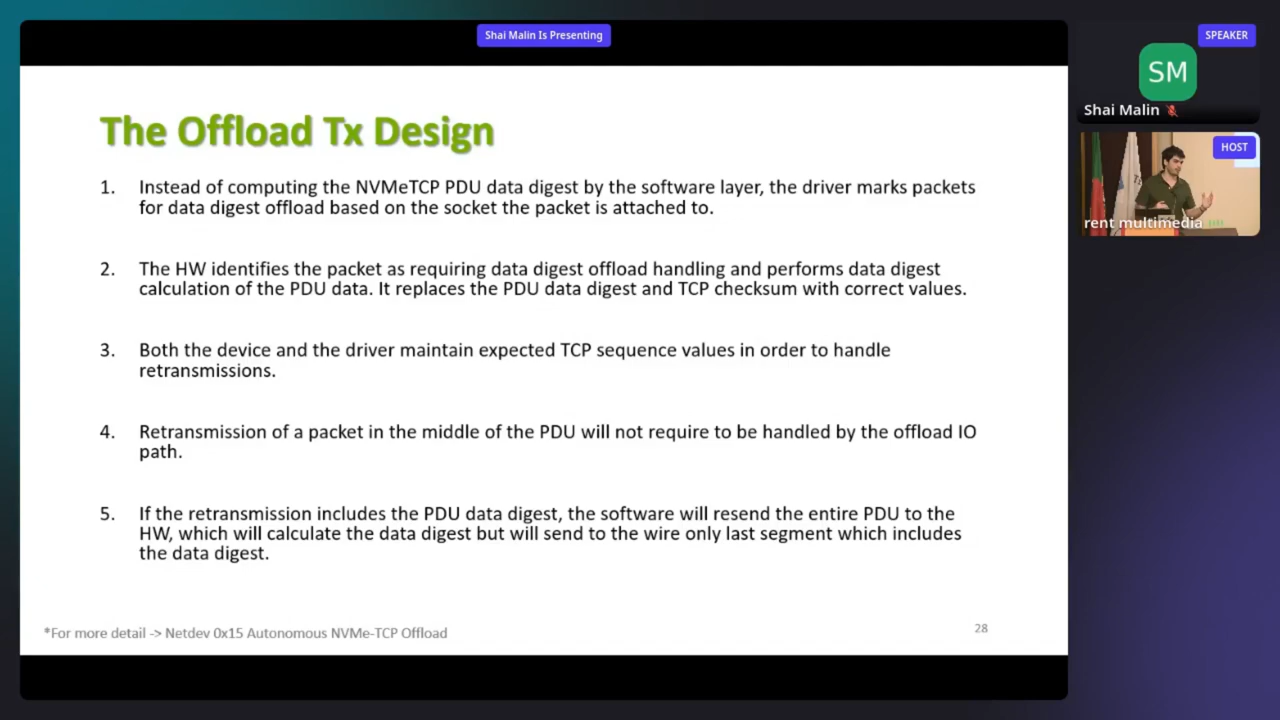 Shai Malin Is Presenting
SPEAKER
SM
Shai Malin
HOST
rent multimedia
The Offload Tx Design
1. Instead of computing the NVMeTCP PDU data digest by the software layer, the driver marks packets
for data digest offload based on the socket the packet is attached to.
2. The HW identifies the packet as requiring data digest offload handling and performs data digest
calculation of the PDU data. It replaces the PDU data digest and TCP checksum with correct values.
3. Both the device and the driver maintain expected TCP sequence values in order to handle
retransmissions.
4. Retransmission of a packet in the middle of the PDU will not require to be handled by the offload IO
path.
5. If the retransmission includes the PDU data digest, the software will resend the entire PDU to the
HW, which will calculate the data digest but will send to the wire only last segment which includes
the data digest.
*For more detail -> Netdev 0x15 Autonomous NVMe-TCP Offload
28